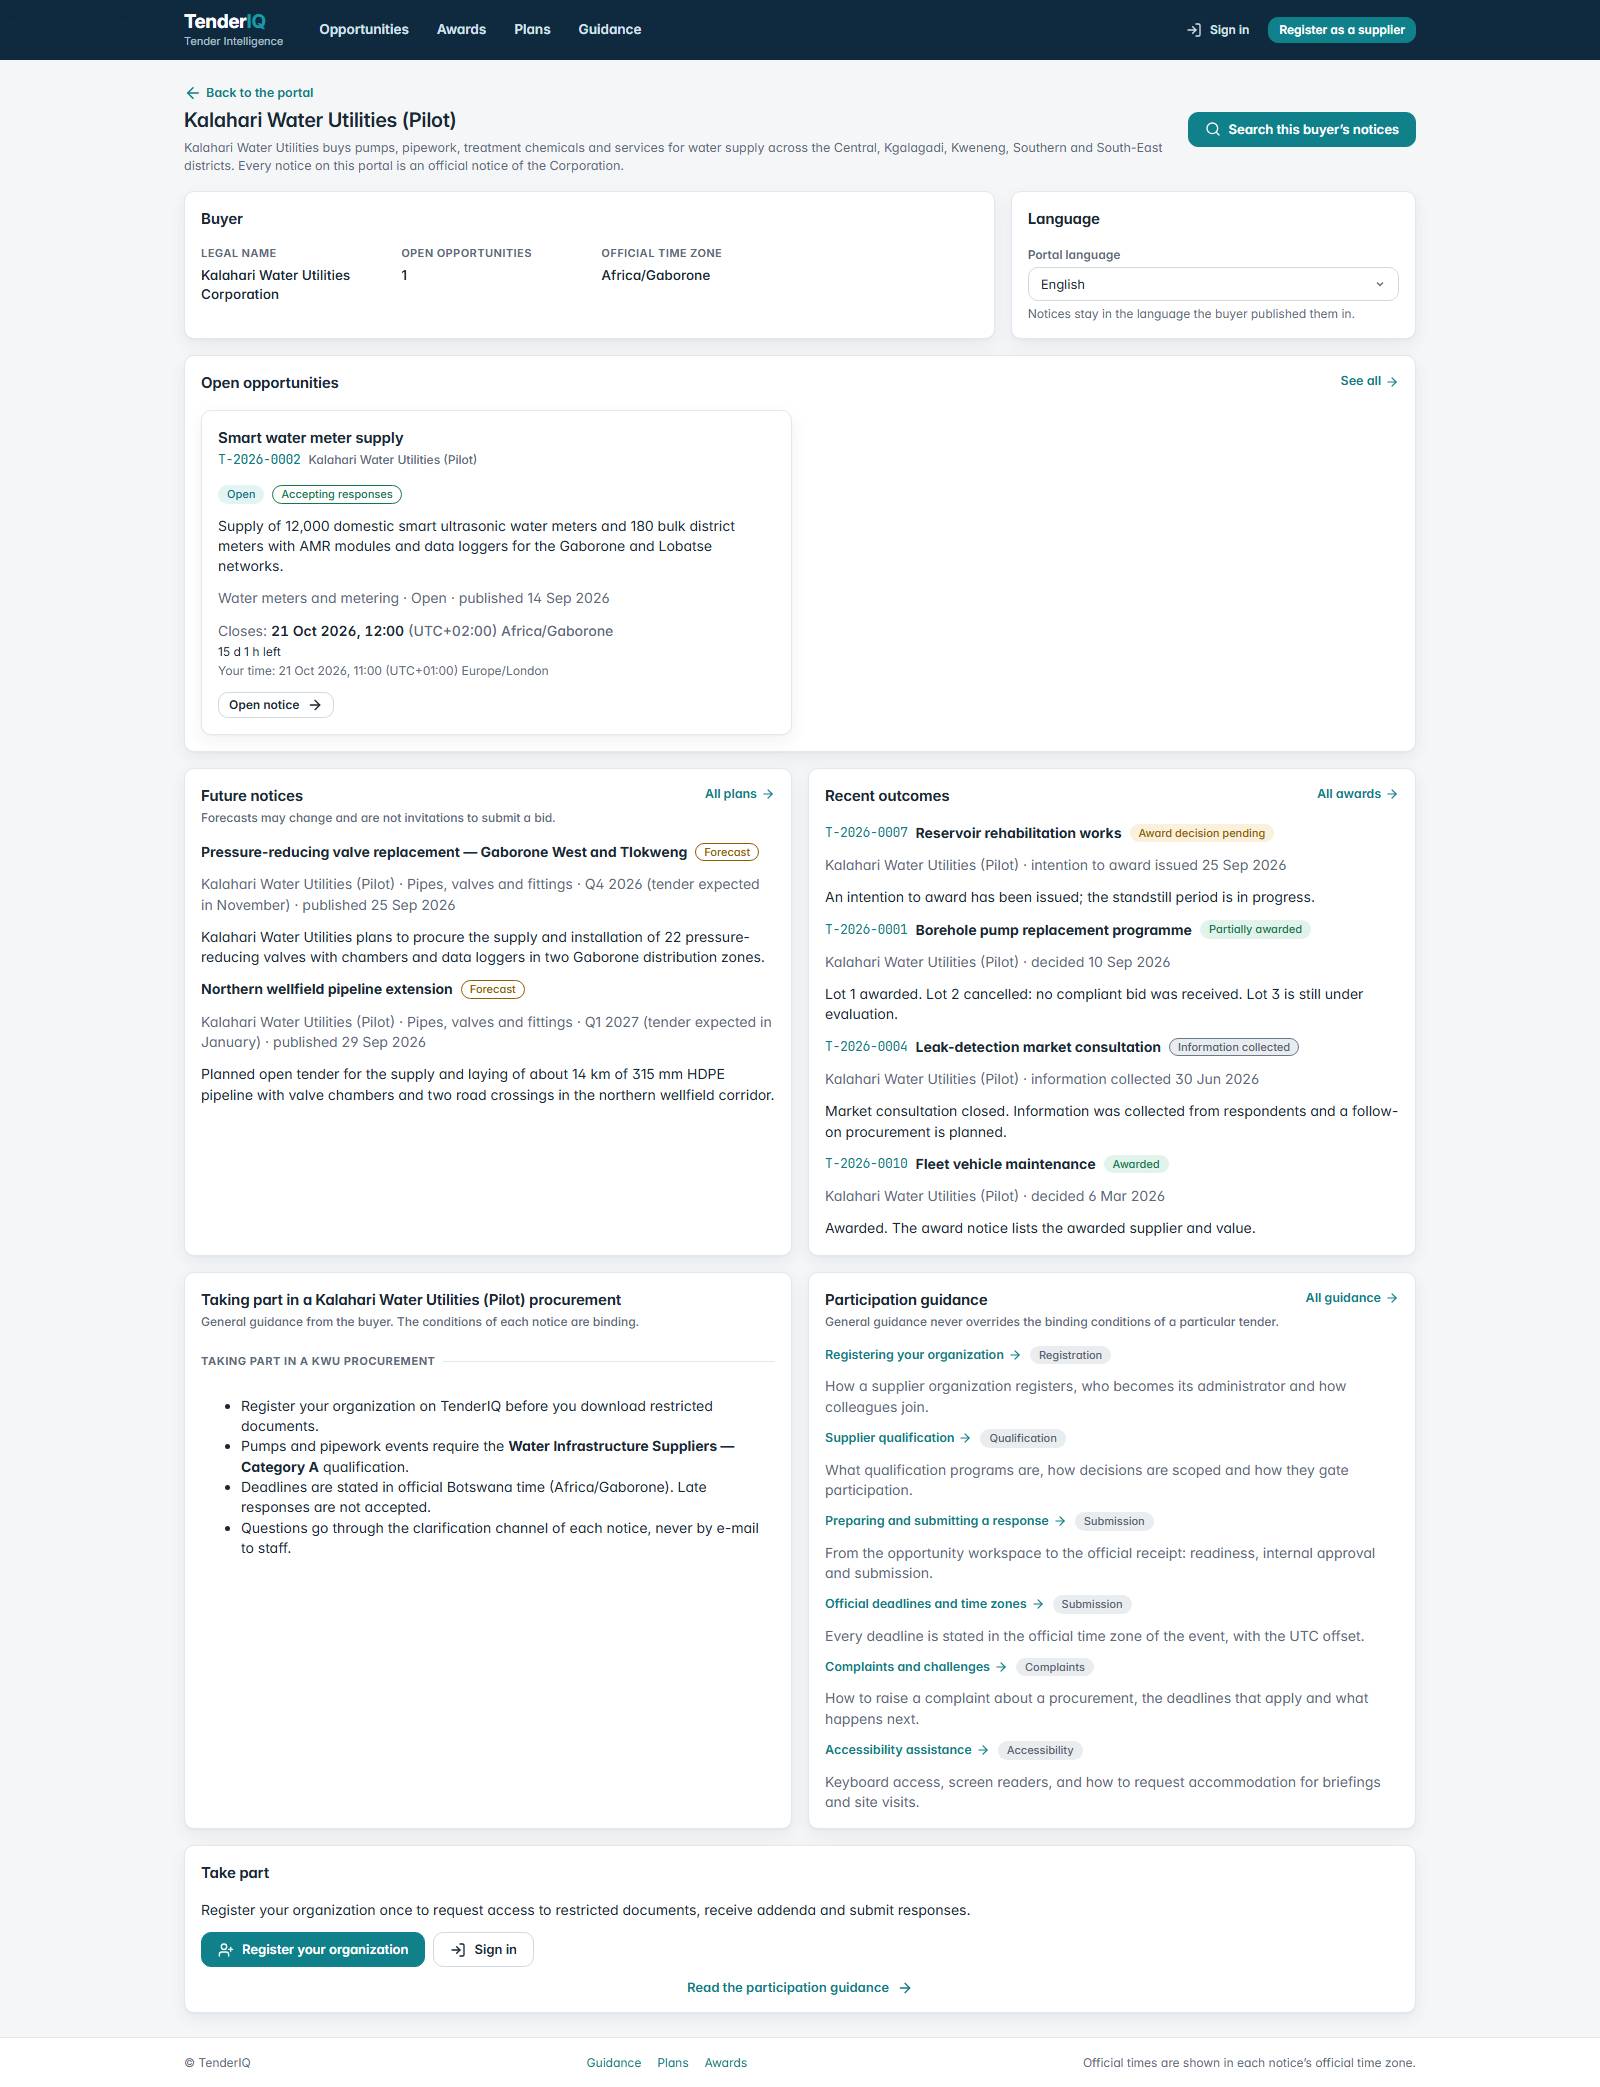 TenderIQ
Tender Intelligence
Opportunities
Awards
Plans
Guidance
Sign in
Register as a supplier
Back to the portal
Kalahari Water Utilities (Pilot)
Kalahari Water Utilities buys pumps, pipework, treatment chemicals and services for water supply across the Central, Kgalagadi, Kweneng, Southern and South-East
districts. Every notice on this portal is an official notice of the Corporation.
Search this buyer’s notices
Buyer
LEGAL NAME
Kalahari Water Utilities
Corporation
OPEN OPPORTUNITIES
1
OFFICIAL TIME ZONE
Africa/Gaborone
Language
Portal language
English
Notices stay in the language the buyer published them in.
Open opportunities
See all
Smart water meter supply
T-2026-0002 Kalahari Water Utilities (Pilot)
Open Accepting responses
Supply of 12,000 domestic smart ultrasonic water meters and 180 bulk district
meters with AMR modules and data loggers for the Gaborone and Lobatse
networks.
Water meters and metering · Open · published 14 Sep 2026
Closes: 21 Oct 2026, 12:00 (UTC+02:00) Africa/Gaborone
15 d 1 h left
Your time: 21 Oct 2026, 11:00 (UTC+01:00) Europe/London
Open notice
Future notices
All plans
Forecasts may change and are not invitations to submit a bid.
Pressure-reducing valve replacement — Gaborone West and Tlokweng Forecast
Kalahari Water Utilities (Pilot) · Pipes, valves and fittings · Q4 2026 (tender expected
in November) · published 25 Sep 2026
Kalahari Water Utilities plans to procure the supply and installation of 22 pressure-
reducing valves with chambers and data loggers in two Gaborone distribution zones.
Northern wellfield pipeline extension Forecast
Kalahari Water Utilities (Pilot) · Pipes, valves and fittings · Q1 2027 (tender expected in
January) · published 29 Sep 2026
Planned open tender for the supply and laying of about 14 km of 315 mm HDPE
pipeline with valve chambers and two road crossings in the northern wellfield corridor.
Recent outcomes
All awards
T-2026-0007 Reservoir rehabilitation works Award decision pending
Kalahari Water Utilities (Pilot) · intention to award issued 25 Sep 2026
An intention to award has been issued; the standstill period is in progress.
T-2026-0001 Borehole pump replacement programme Partially awarded
Kalahari Water Utilities (Pilot) · decided 10 Sep 2026
Lot 1 awarded. Lot 2 cancelled: no compliant bid was received. Lot 3 is still under
evaluation.
T-2026-0004 Leak-detection market consultation Information collected
Kalahari Water Utilities (Pilot) · information collected 30 Jun 2026
Market consultation closed. Information was collected from respondents and a follow-
on procurement is planned.
T-2026-0010 Fleet vehicle maintenance Awarded
Kalahari Water Utilities (Pilot) · decided 6 Mar 2026
Awarded. The award notice lists the awarded supplier and value.
Taking part in a Kalahari Water Utilities (Pilot) procurement
General guidance from the buyer. The conditions of each notice are binding.
TAKING PART IN A KWU PROCUREMENT
• Register your organization on TenderIQ before you download restricted
documents.
• Pumps and pipework events require the Water Infrastructure Suppliers —
Category A qualification.
• Deadlines are stated in official Botswana time (Africa/Gaborone). Late
responses are not accepted.
• Questions go through the clarification channel of each notice, never by e-mail
to staff.
Participation guidance
All guidance
General guidance never overrides the binding conditions of a particular tender.
Registering your organization Registration
How a supplier organization registers, who becomes its administrator and how
colleagues join.
Supplier qualification Qualification
What qualification programs are, how decisions are scoped and how they gate
participation.
Preparing and submitting a response Submission
From the opportunity workspace to the official receipt: readiness, internal approval
and submission.
Official deadlines and time zones Submission
Every deadline is stated in the official time zone of the event, with the UTC offset.
Complaints and challenges Complaints
How to raise a complaint about a procurement, the deadlines that apply and what
happens next.
Accessibility assistance Accessibility
Keyboard access, screen readers, and how to request accommodation for briefings
and site visits.
Take part
Register your organization once to request access to restricted documents, receive addenda and submit responses.
Register your organization
Sign in
Read the participation guidance
© TenderIQ
Guidance
Plans
Awards
Official times are shown in each notice’s official time zone.